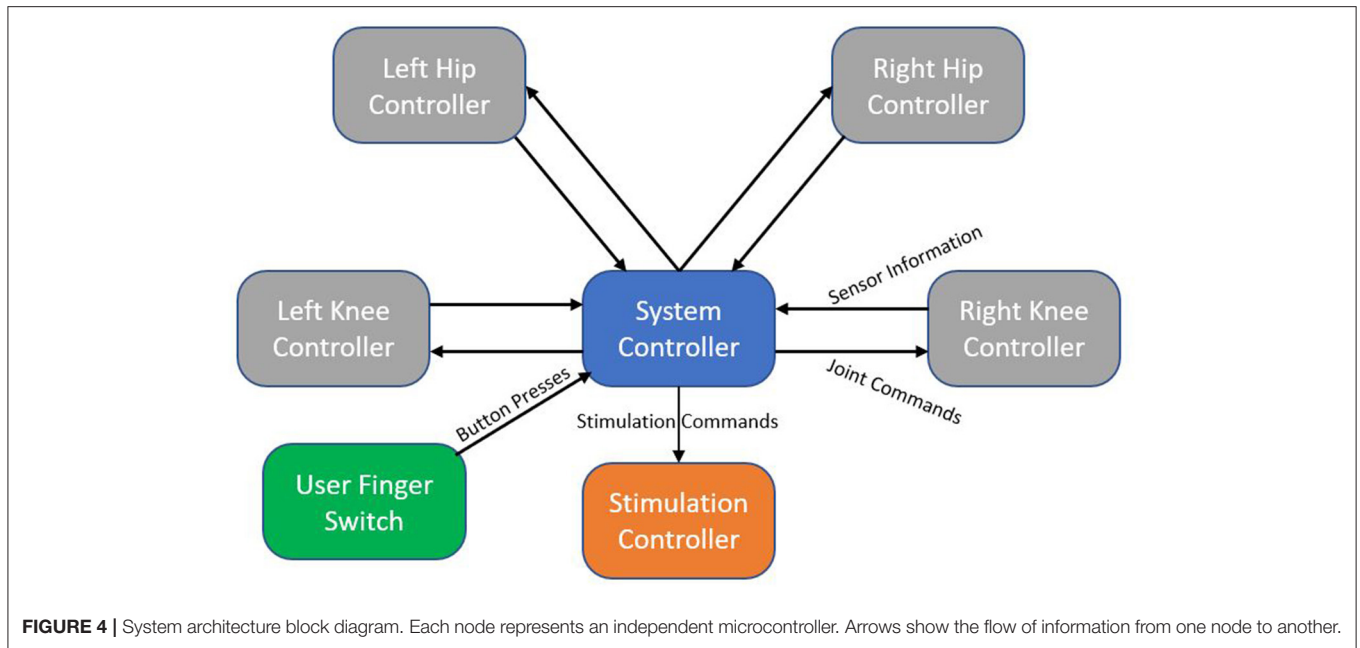 Left Hip
Controller
Right Hip
Controller
Sensor Information
Left Knee
Controller
System
Controller
Right Knee
Controller
Joint Commands
Button Presses
Stimulation Commands
User Finger
Switch
Stimulation
Controller
FIGURE 4 | System architecture block diagram. Each node represents an independent microcontroller. Arrows show the flow of information from one node to another.